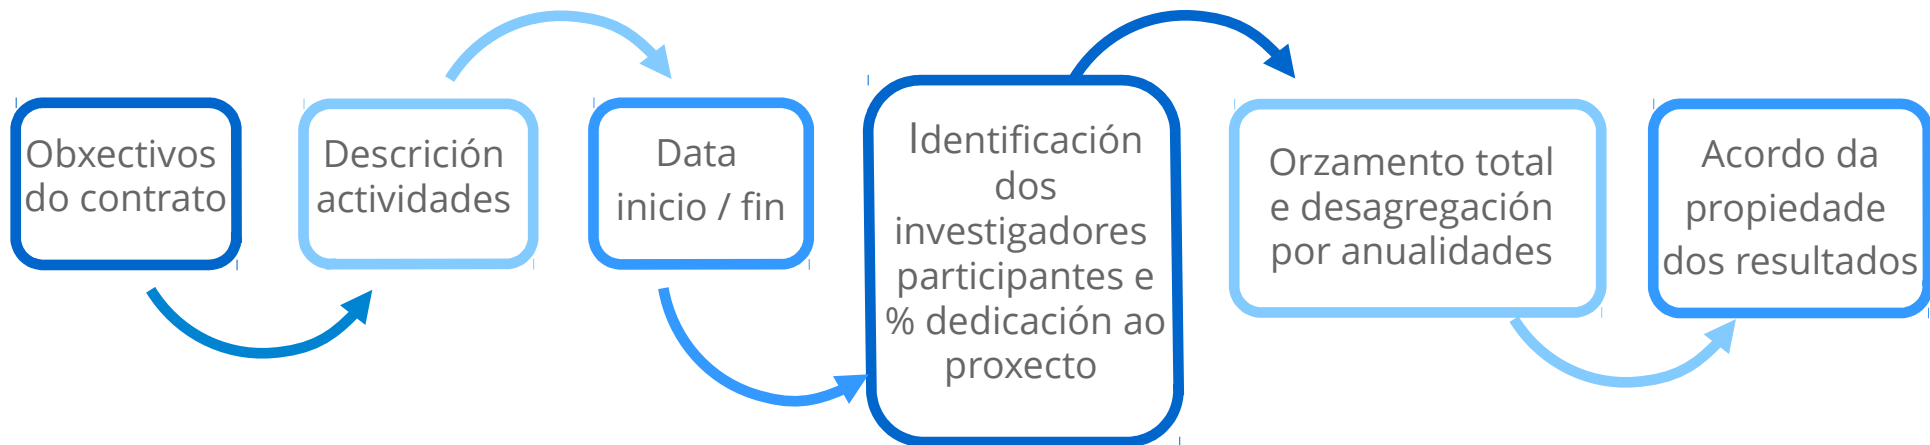 Obxectivos
do contrato
Descrición
actividades
Data
inicio / fin
Identificación
dos
investigadores
participantes e
% dedicación ao
proxecto
Orzamento total
e desagregación
por anualidades
Acordo da
propiedade
dos resultados